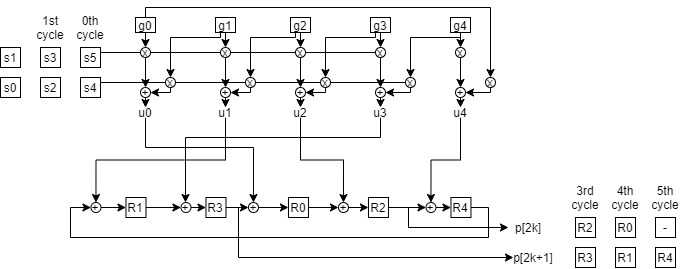 1st 0th
cycle cycle
g0 g1 g2 g3 g4
s1 s3 s5
s0 s2 s4
u0 u1 u2 u3 u4
R1 R3 R0 R2 R4
3rd 4th 5th
cycle cycle cycle
p[2k] R2 R0 -
p[2k+1] R3 R1 R4